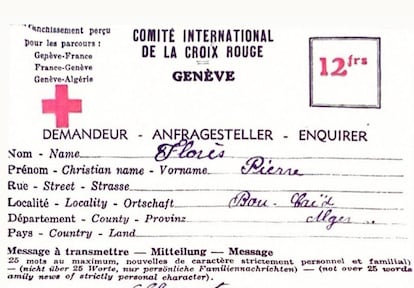 franchissement perçu
pour les parcours :
Genève-France
France-Genève
Genève-Algérie
COMITÉ INTERNATIONAL
DE LA CROIX ROUGE
GENÈVE
12 frs
DEMANDEUR - ANFRAGESTELLER - ENQUIRER
Nom - Name Florès
Prénom - Christian name - Vorname Pierre
Rue - Street - Strasse
Localité - Locality - Ortschaft Bou-Saïd
Département - County - Provinz Alger
Pays - Country - Land
Message à transmettre — Mitteilung — Message
25 mots au maximum, nouvelles de caractère strictement personnel et familial) —
— (nicht über 25 Worte, nur persönliche Familiennachrichten) — (not over 25 words
amily news of strictly personal character).